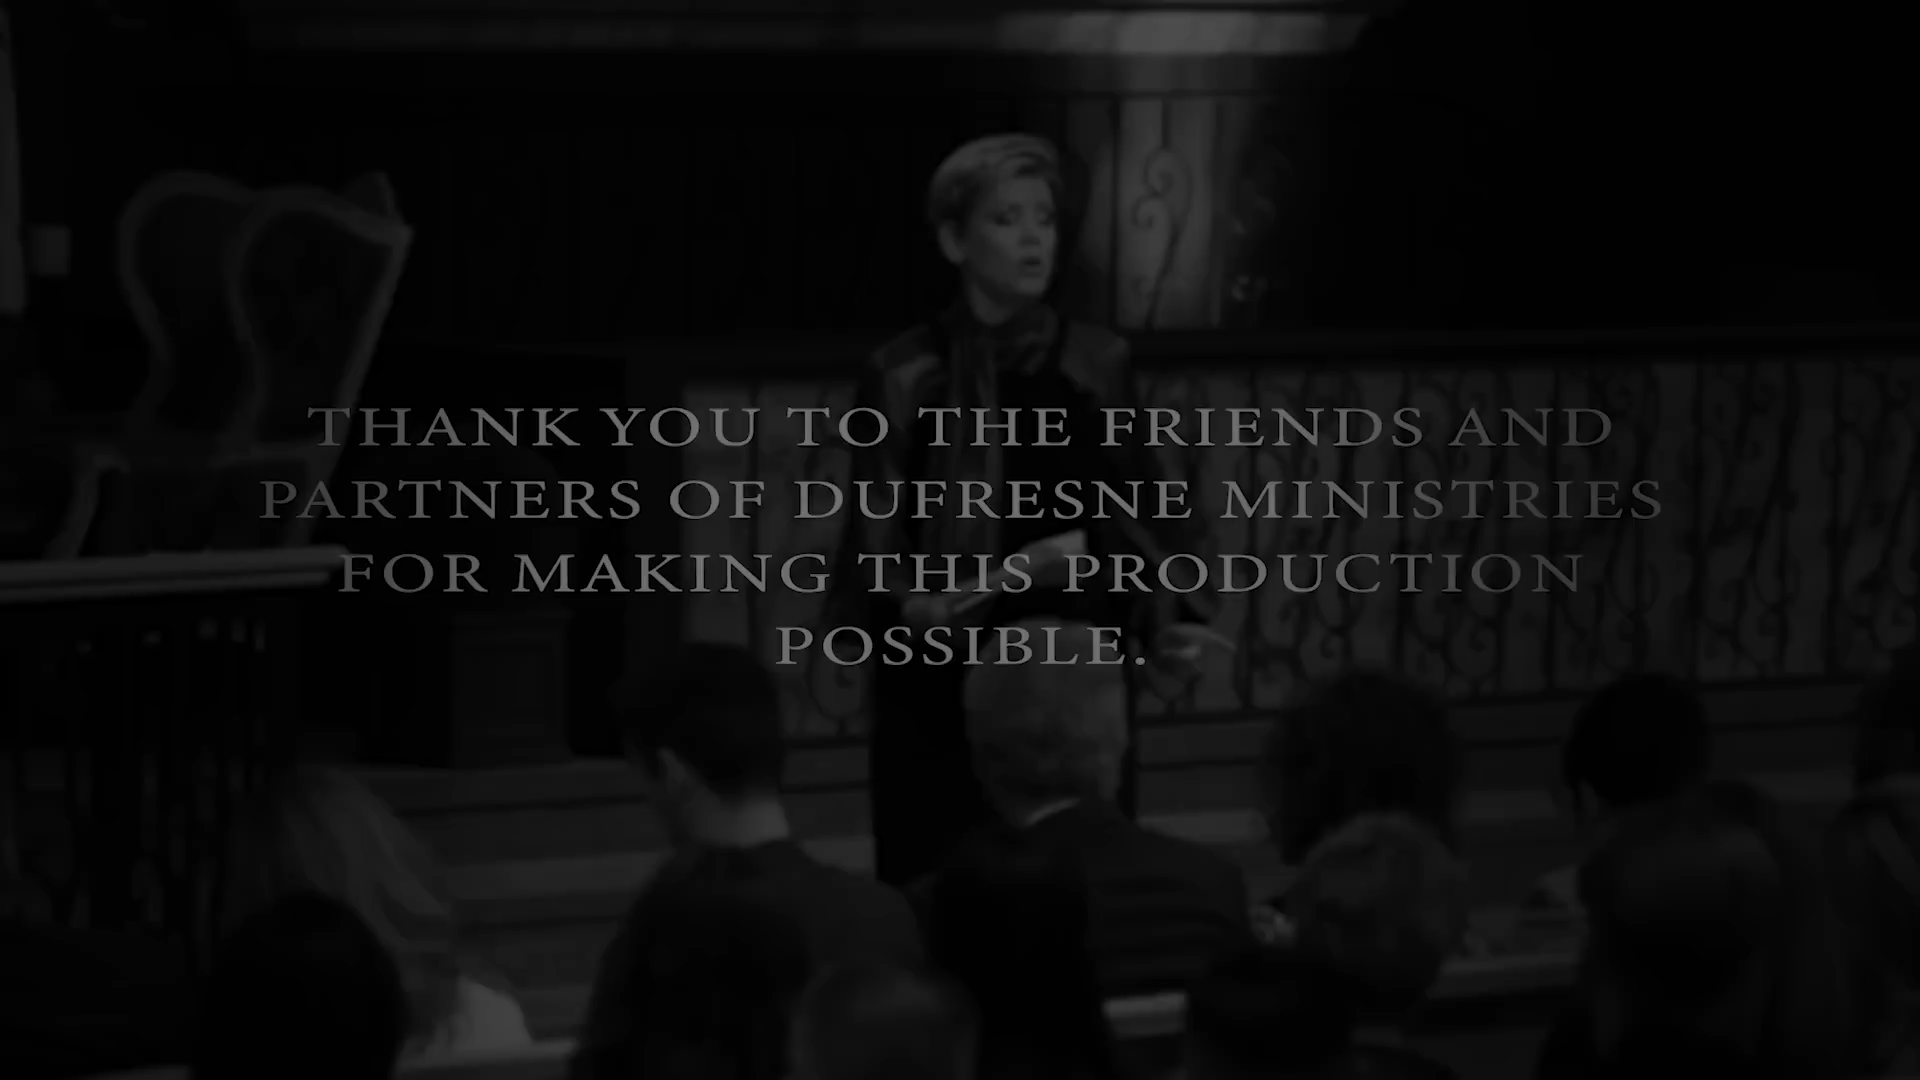 THANK YOU TO THE FRIENDS AND
PARTNERS OF DUFRESNE MINISTRIES
FOR MAKING THIS PRODUCTION
POSSIBLE.